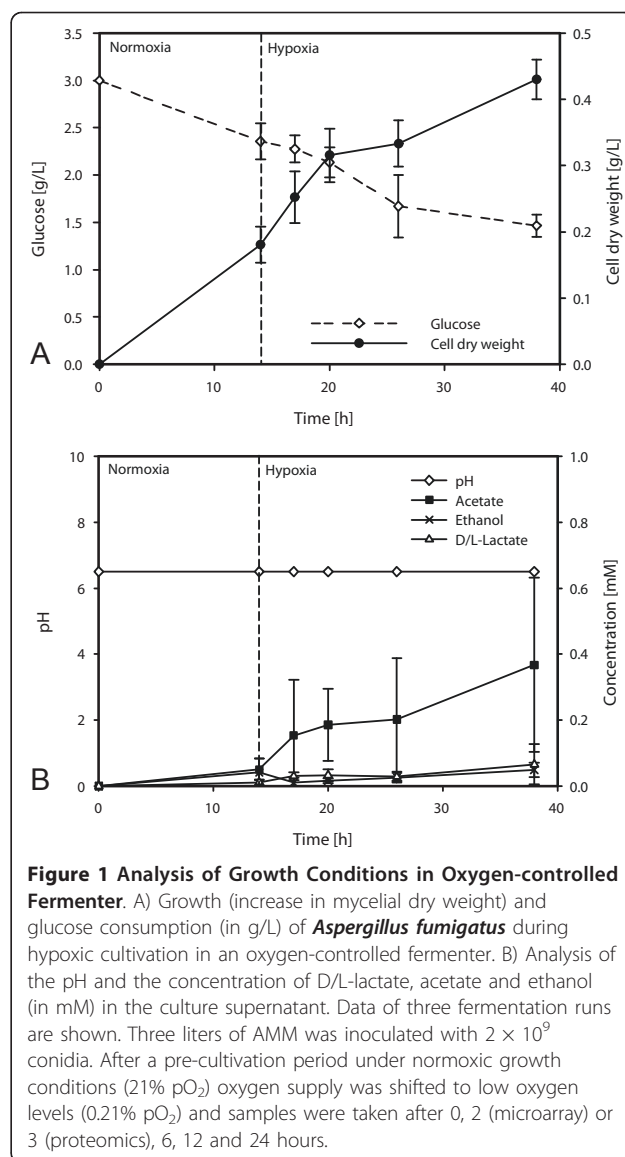 3.5 Normoxia Hypoxia 0.5
3.0
2.5 0.4
2.0 0.3
1.5 0.2
1.0
0.5 0.1
0.0 0.0
Glucose [g/L]
Cell dry weight [g/L]
Glucose
Cell dry weight
A
0 10 20 30 40
Time [h]
10 Normoxia Hypoxia 1.0
8 0.8
6 0.6
4 0.4
2 0.2
0 0.0
pH
Concentration [mM]
pH
Acetate
Ethanol
D/L-Lactate
B
0 10 20 30 40
Time [h]
Figure 1 Analysis of Growth Conditions in Oxygen-controlled
Fermenter. A) Growth (increase in mycelial dry weight) and
glucose consumption (in g/L) of Aspergillus fumigatus during
hypoxic cultivation in an oxygen-controlled fermenter. B) Analysis of
the pH and the concentration of D/L-lactate, acetate and ethanol
(in mM) in the culture supernatant. Data of three fermentation runs
are shown. Three liters of AMM was inoculated with 2 × 10⁹
conidia. After a pre-cultivation period under normoxic growth
conditions (21% pO₂) oxygen supply was shifted to low oxygen
levels (0.21% pO₂) and samples were taken after 0, 2 (microarray) or
3 (proteomics), 6, 12 and 24 hours.